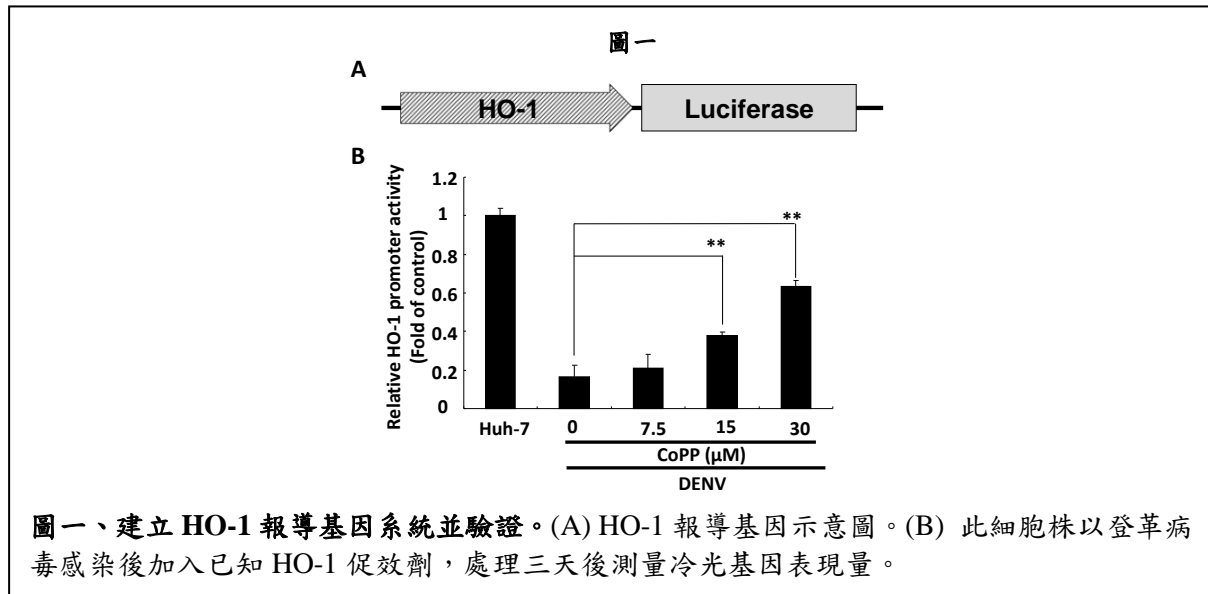 圖一
A
HO-1
Luciferase
B
Relative HO-1 promoter activity
(Fold of control)
1.2
1
0.8
0.6
0.4
0.2
0
**
**
Huh-7 0 7.5 15 30
CoPP (µM)
DENV
圖一、建立 HO-1 報導基因系統並驗證。(A) HO-1 報導基因示意圖。(B) 此細胞株以登革病
毒感染後加入已知 HO-1 促效劑，處理三天後測量冷光基因表現量。